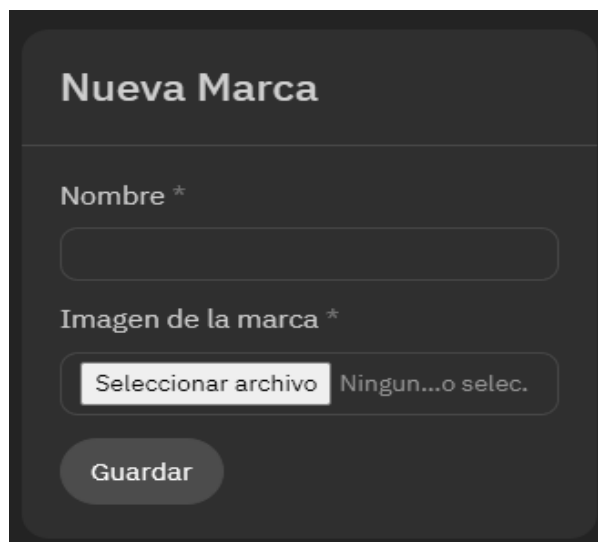 Nueva Marca
Nombre *
Imagen de la marca *
Seleccionar archivo Ningun...o selec.
Guardar